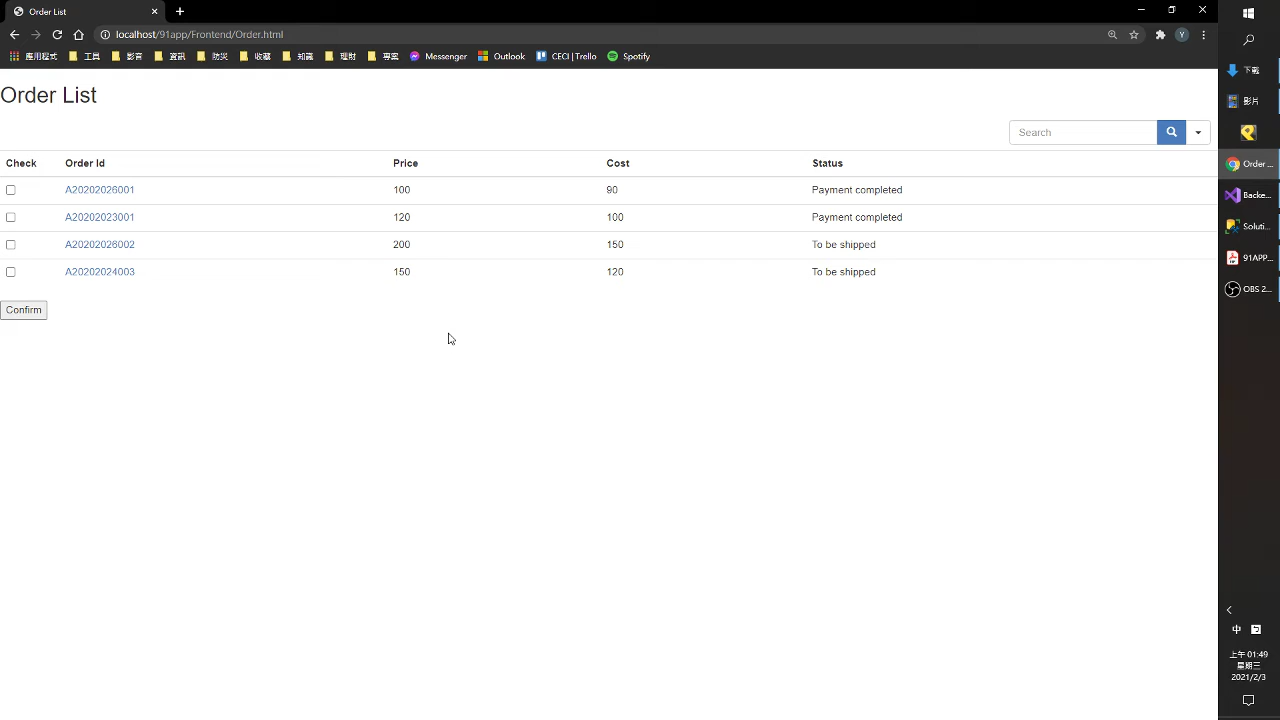 Order List
localhost/91app/Frontend/Order.html
Y
應用程式 工具 影音 資訊 防災 收藏 知識 理財 專案 Messenger Outlook CECI | Trello Spotify
Order List
Search
Check Order Id Price Cost Status
A20202026001 100 90 Payment completed
A20202023001 120 100 Payment completed
A20202026002 200 150 To be shipped
A20202024003 150 120 To be shipped
Confirm
下載
影片
Order ...
Backe...
Soluti...
91APP...
OBS 2...
中
上午 01:49
星期三
2021/2/3